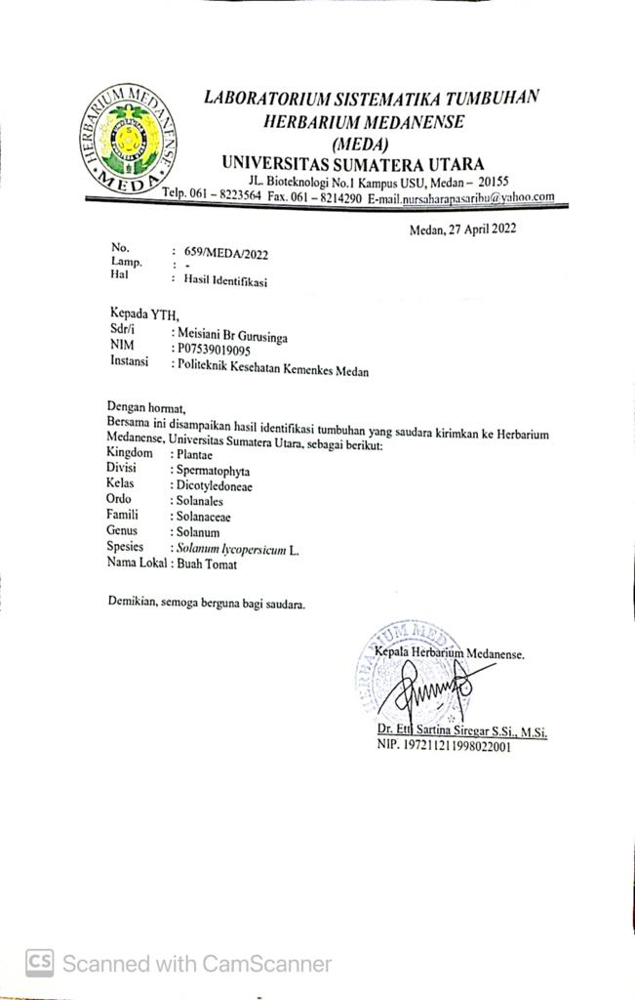 HERBARIUM MEDANENSE
MEDA
LABORATORIUM SISTEMATIKA TUMBUHAN
HERBARIUM MEDANENSE
(MEDA)
UNIVERSITAS SUMATERA UTARA
JL. Bioteknologi No.1 Kampus USU, Medan – 20155
Telp. 061 – 8223564 Fax. 061 – 8214290 E-mail.nursaharapasaribu@yahoo.com
Medan, 27 April 2022
No. : 659/MEDA/2022
Lamp. : -
Hal : Hasil Identifikasi
Kepada YTH,
Sdr/i : Meisiani Br Gurusinga
NIM : P07539019095
Instansi : Politeknik Kesehatan Kemenkes Medan
Dengan hormat,
Bersama ini disampaikan hasil identifikasi tumbuhan yang saudara kirimkan ke Herbarium
Medanense, Universitas Sumatera Utara, sebagai berikut:
Kingdom : Plantae
Divisi : Spermatophyta
Kelas : Dicotyledoneae
Ordo : Solanales
Famili : Solanaceae
Genus : Solanum
Spesies : Solanum lycopersicum L.
Nama Lokal : Buah Tomat
Demikian, semoga berguna bagi saudara.
Kepala Herbarium Medanense.
Dr. Etti Sartina Siregar S.Si., M.Si.
NIP. 197211211998022001
CS Scanned with CamScanner